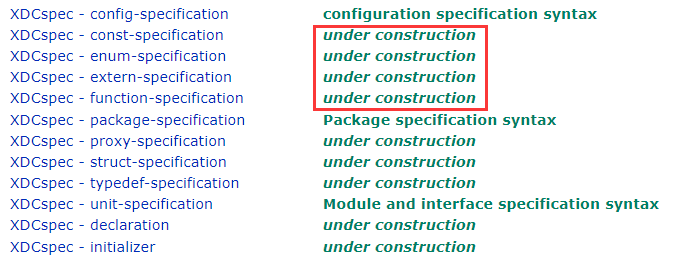 XDCspec - config-specification configuration specification syntax
XDCspec - const-specification under construction
XDCspec - enum-specification under construction
XDCspec - extern-specification under construction
XDCspec - function-specification under construction
XDCspec - package-specification Package specification syntax
XDCspec - proxy-specification under construction
XDCspec - struct-specification under construction
XDCspec - typedef-specification under construction
XDCspec - unit-specification Module and interface specification syntax
XDCspec - declaration under construction
XDCspec - initializer under construction